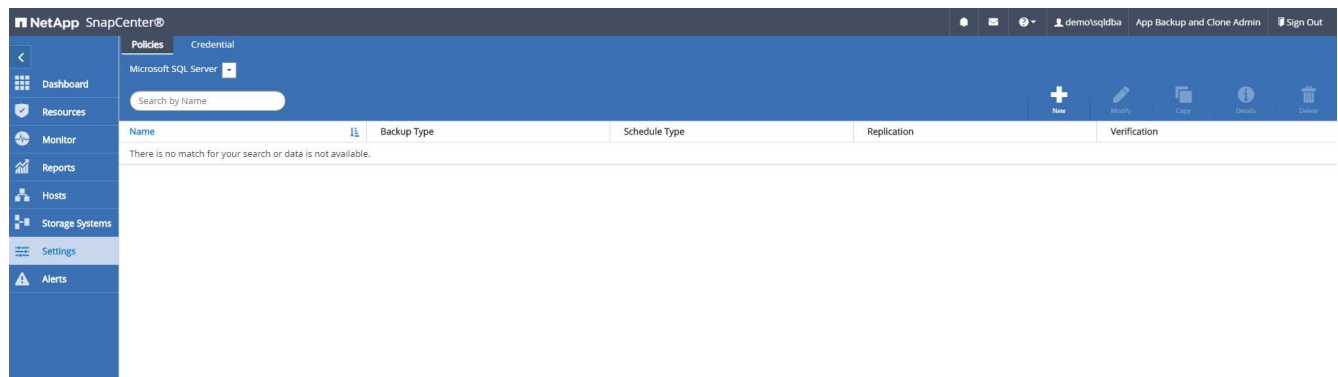 NetApp SnapCenter®
demo\sqldba App Backup and Clone Admin Sign Out
Policies Credential
Microsoft SQL Server
Search by Name
New Modify Copy Details Delete
Dashboard
Resources
Monitor
Reports
Hosts
Storage Systems
Settings
Alerts
Name Backup Type Schedule Type Replication Verification
There is no match for your search or data is not available.